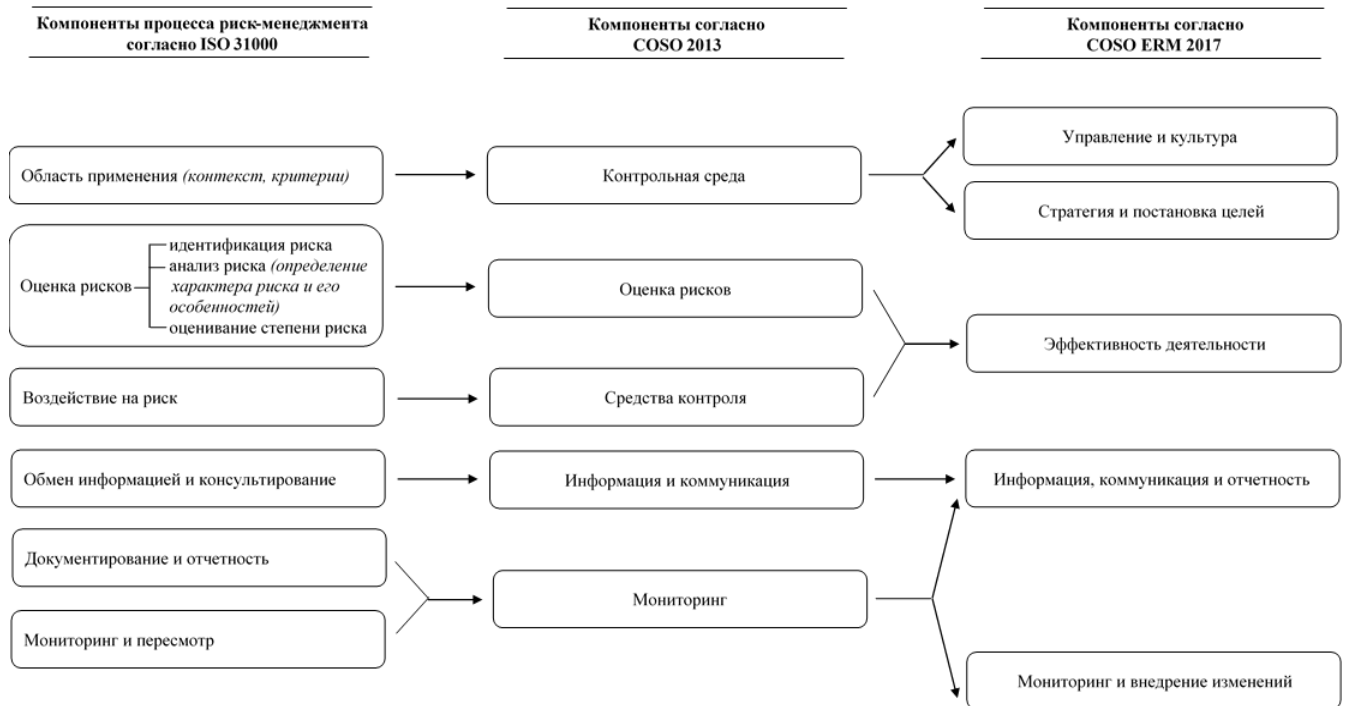 Компоненты процесса риск-менеджмента
согласно ISO 31000
Компоненты согласно
COSO 2013
Компоненты согласно
COSO ERM 2017
Область применения (контекст, критерии)
Контрольная среда
Управление и культура
Стратегия и постановка целей
Оценка рисков
идентификация риска
анализ риска (определение
характера риска и его
особенностей)
оценивание степени риска
Оценка рисков
Эффективность деятельности
Воздействие на риск
Средства контроля
Обмен информацией и консультирование
Информация и коммуникация
Информация, коммуникация и отчетность
Документирование и отчетность
Мониторинг
Мониторинг и пересмотр
Мониторинг и внедрение изменений